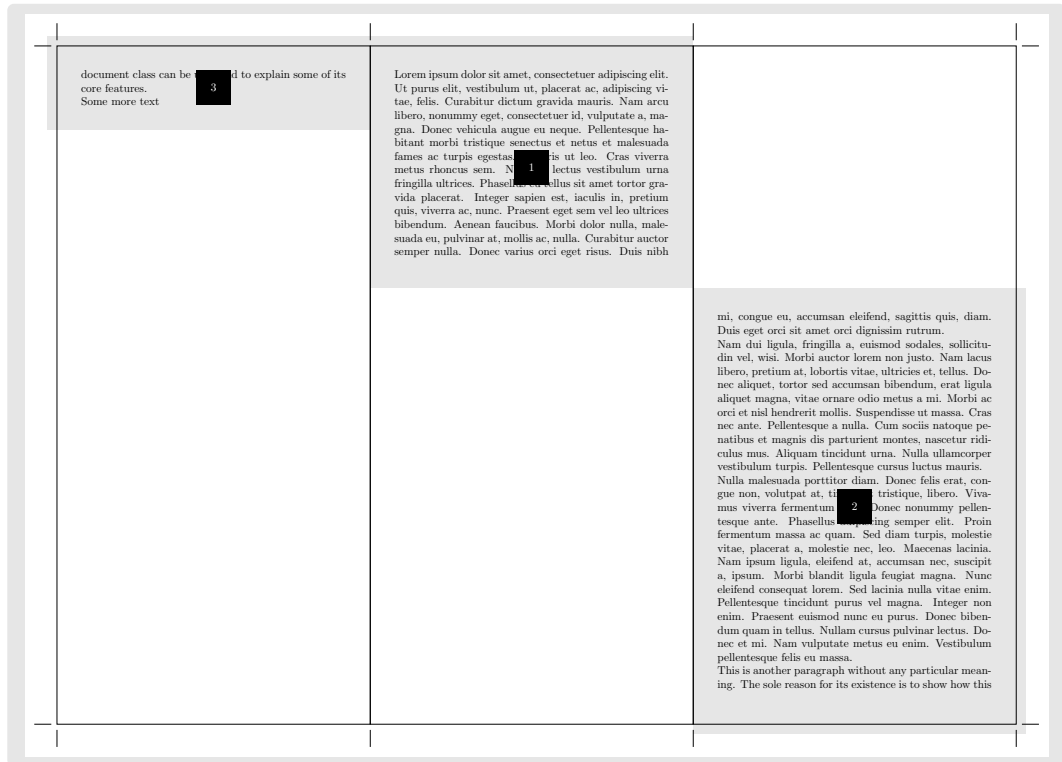 document class can be to explain some of its
core features.
Some more text
3
Lorem ipsum dolor sit amet, consectetuer adipiscing elit.
Ut purus elit, vestibulum ut, placerat ac, adipiscing vi-
tae, felis. Curabitur dictum gravida mauris. Nam arcu
libero, nonummy eget, consectetuer id, vulputate a, ma-
gna. Donec vehicula augue eu neque. Pellentesque ha-
bitant morbi tristique senectus et netus et malesuada
fames ac turpis egestas. ut leo. Cras viverra
metus rhoncus sem. lectus vestibulum urna
fringilla ultrices. Phasellus eu tellus sit amet tortor gra-
vida placerat. Integer sapien est, iaculis in, pretium
quis, viverra ac, nunc. Praesent eget sem vel leo ultrices
bibendum. Aenean faucibus. Morbi dolor nulla, male-
suada eu, pulvinar at, mollis ac, nulla. Curabitur auctor
semper nulla. Donec varius orci eget risus. Duis nibh
1
mi, congue eu, accumsan eleifend, sagittis quis, diam.
Duis eget orci sit amet orci dignissim rutrum.
Nam dui ligula, fringilla a, euismod sodales, sollicitu-
din vel, wisi. Morbi auctor lorem non justo. Nam lacus
libero, pretium at, lobortis vitae, ultricies et, tellus. Do-
nec aliquet, tortor sed accumsan bibendum, erat ligula
aliquet magna, vitae ornare odio metus a mi. Morbi ac
orci et nisl hendrerit mollis. Suspendisse ut massa. Cras
nec ante. Pellentesque a nulla. Cum sociis natoque pe-
natibus et magnis dis parturient montes, nascetur ridi-
culus mus. Aliquam tincidunt urna. Nulla ullamcorper
vestibulum turpis. Pellentesque cursus luctus mauris.
Nulla malesuada porttitor diam. Donec felis erat, con-
gue non, volutpat at, tristique, libero. Viva-
mus viverra fermentum Donec nonummy pellen-
tesque ante. Phasellus adipiscing semper elit. Proin
fermentum massa ac quam. Sed diam turpis, molestie
vitae, placerat a, molestie nec, leo. Maecenas lacinia.
Nam ipsum ligula, eleifend at, accumsan nec, suscipit
a, ipsum. Morbi blandit ligula feugiat magna. Nunc
eleifend consequat lorem. Sed lacinia nulla vitae enim.
Pellentesque tincidunt purus vel magna. Integer non
enim. Praesent euismod nunc eu purus. Donec biben-
dum quam in tellus. Nullam cursus pulvinar lectus. Do-
nec et mi. Nam vulputate metus eu enim. Vestibulum
pellentesque felis eu massa.
This is another paragraph without any particular mean-
ing. The sole reason for its existence is to show how this
2